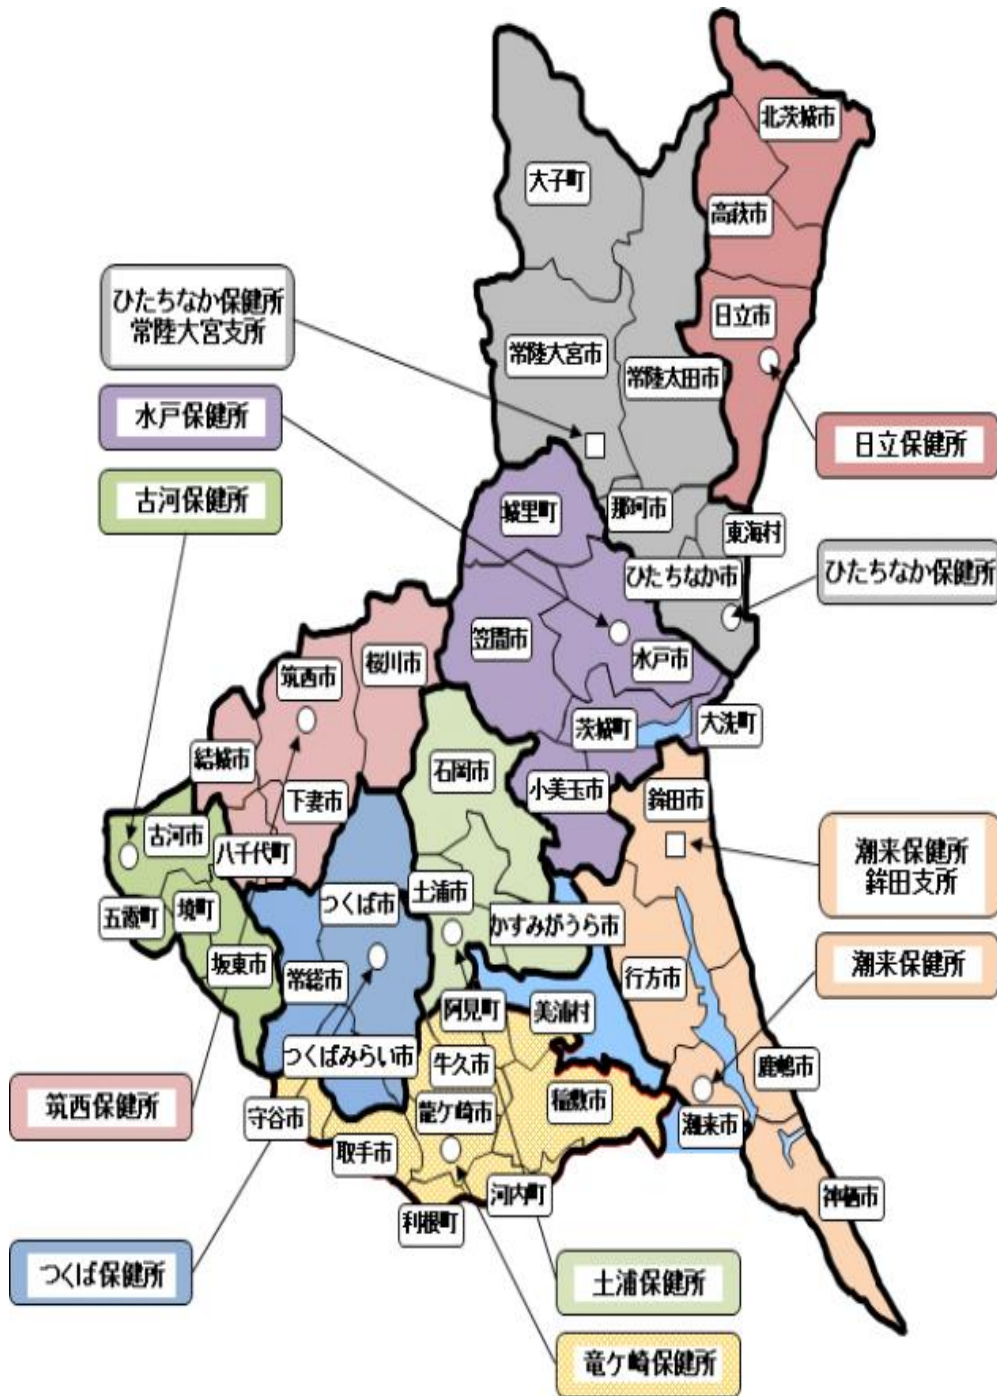 北茨城市
大子町
高萩市
ひたちなか保健所
常陸大宮支所
日立市
常陸大宮市
常陸太田市
水戸保健所
日立保健所
古河保健所
城里町
那珂市
東海村
ひたちなか市
ひたちなか保健所
笠間市
水戸市
桜川市
筑西市
茨城町
大洗町
結城市
石岡市
下妻市
小美玉市
鉾田市
古河市
八千代町
潮来保健所
鉾田支所
つくば市
土浦市
五霞町
境町
かすみがうら市
坂東市
常総市
行方市
潮来保健所
阿見町
美浦村
つくばみらい市
牛久市
鹿嶋市
筑西保健所
守谷市
龍ケ崎市
稲敷市
潮来市
取手市
河内町
神栖市
利根町
つくば保健所
土浦保健所
竜ケ崎保健所